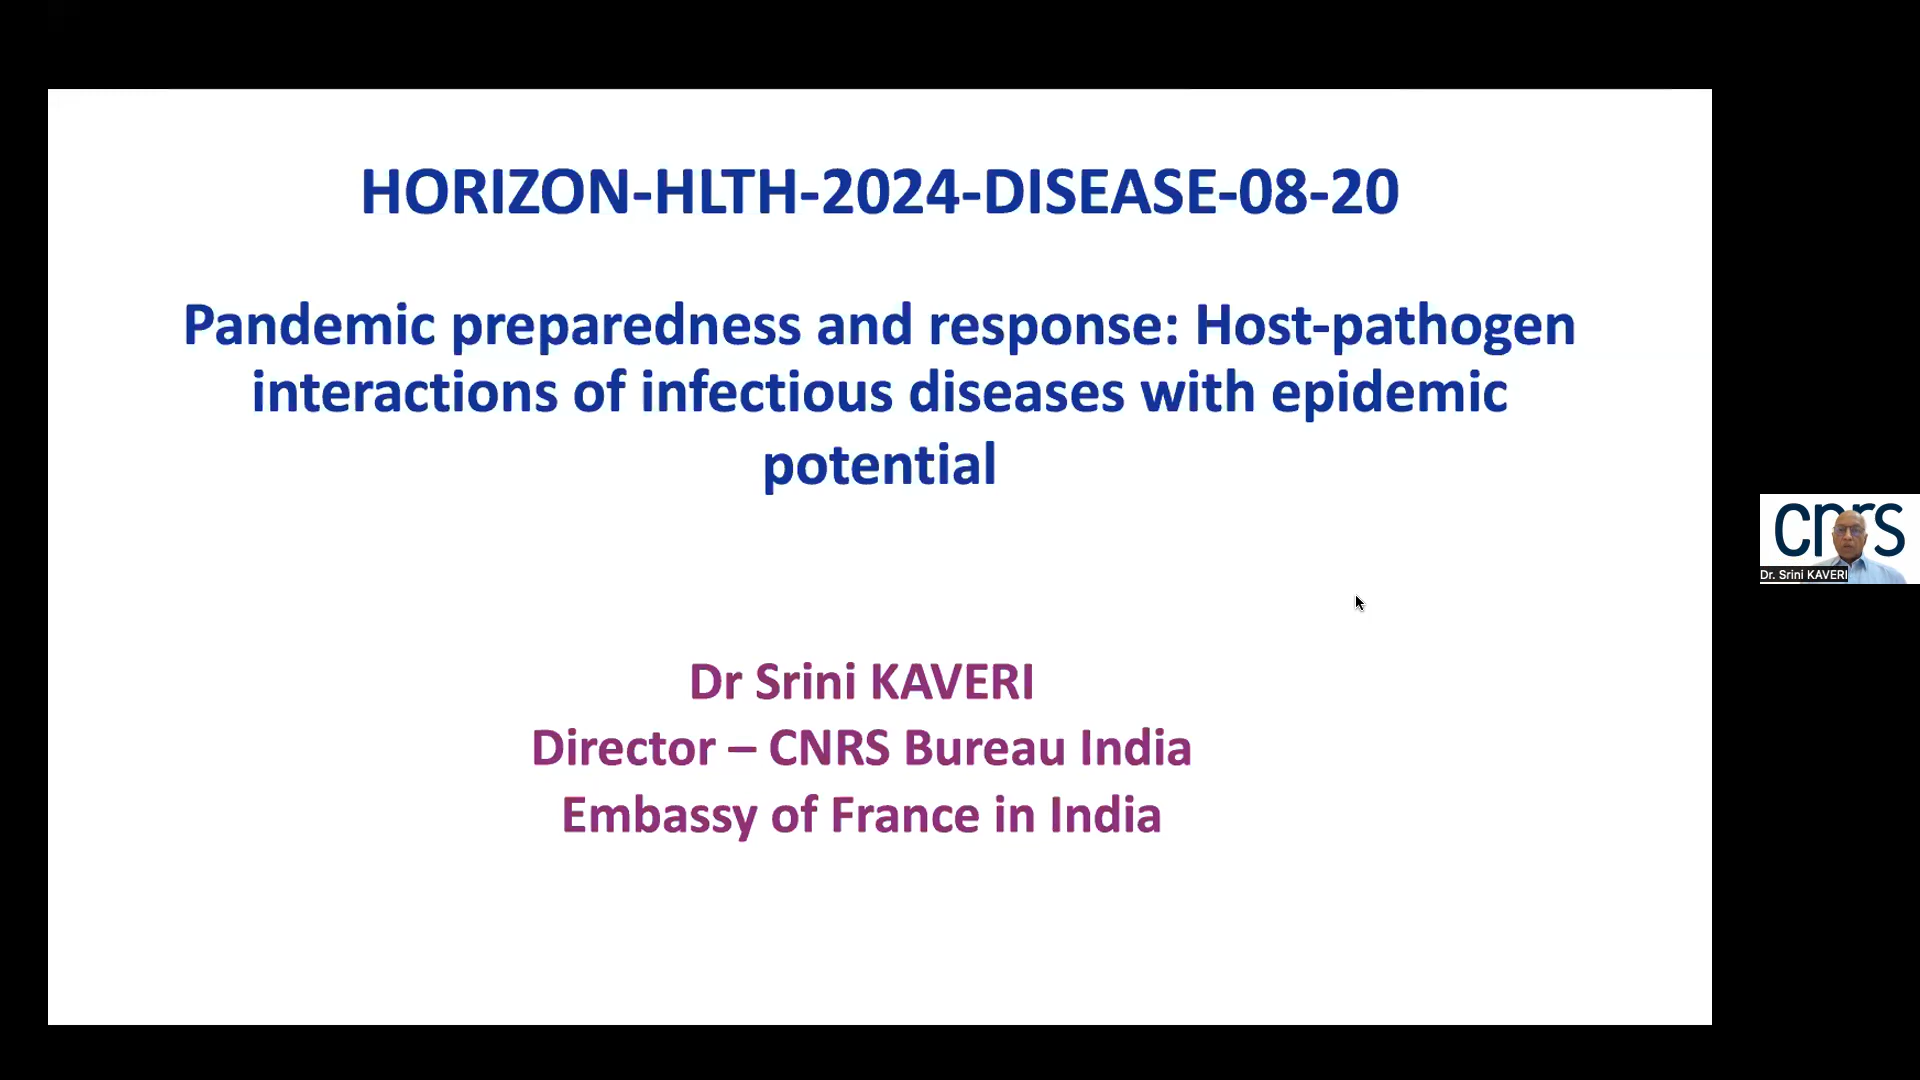 HORIZON-HLTH-2024-DISEASE-08-20
Pandemic preparedness and response: Host-pathogen
interactions of infectious diseases with epidemic
potential
cnrs
Dr. Srini KAVERI
Dr Srini KAVERI
Director – CNRS Bureau India
Embassy of France in India